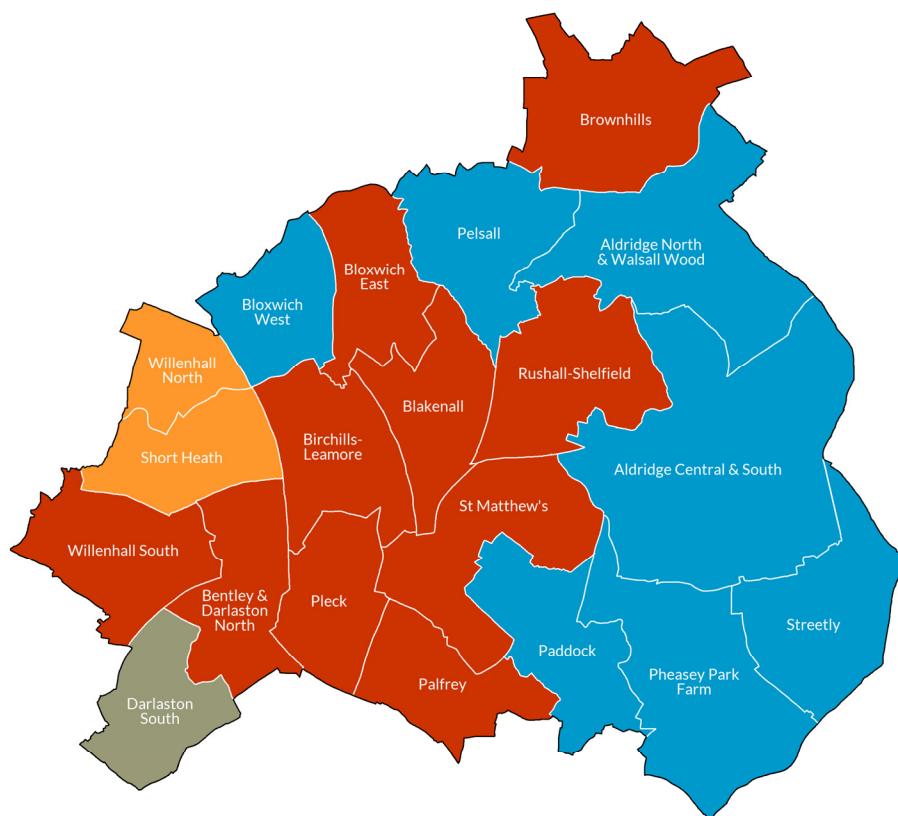 Brownhills
Pelsall
Aldridge North
& Walsall Wood
Bloxwich
East
Bloxwich
West
Willenhall
North
Rushall-Shelfield
Blakenall
Birchills-
Leamore
Short Heath
Aldridge Central & South
St Matthew's
Willenhall South
Bentley &
Darlaston
North
Pleck
Streetly
Paddock
Pheasey Park
Farm
Palfrey
Darlaston
South